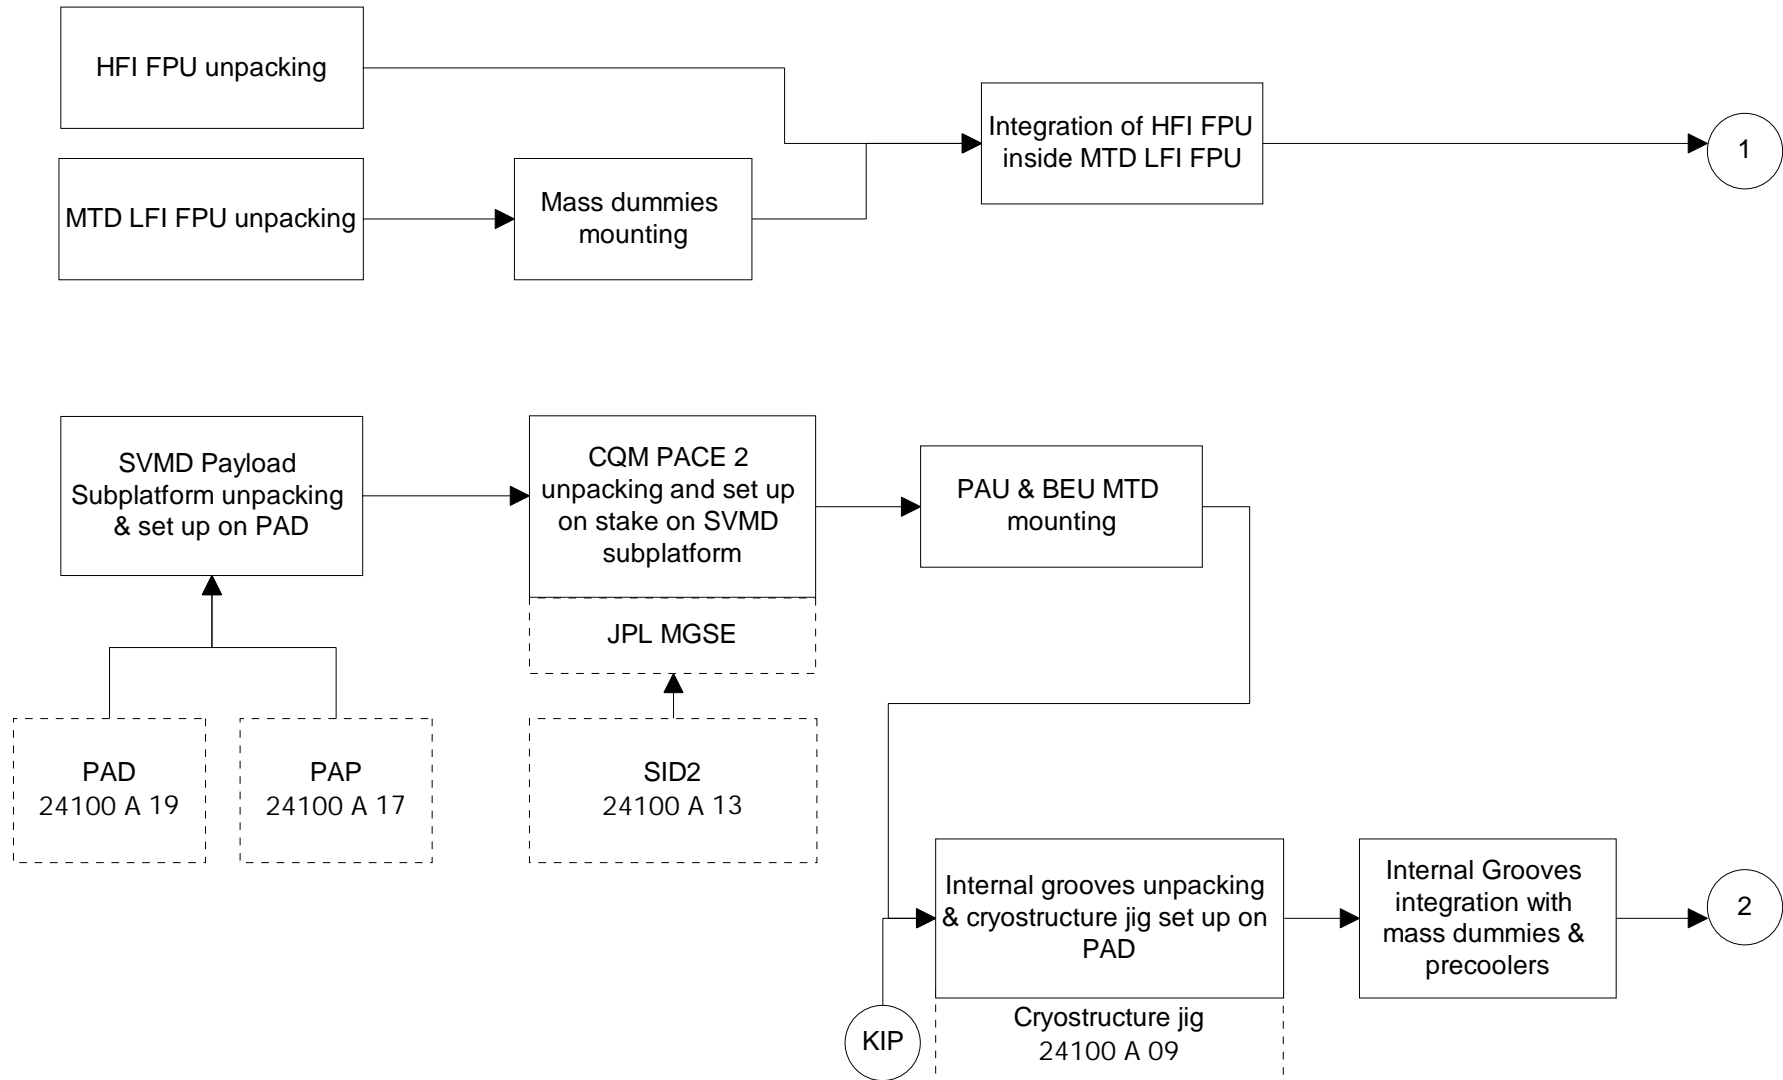 HFI FPU unpacking
Integration of HFI FPU
inside MTD LFI FPU
1
MTD LFI FPU unpacking
Mass dummies
mounting
SVMD Payload
Subplatform unpacking
& set up on PAD
CQM PACE 2
unpacking and set up
on stake on SVMD
subplatform
PAU & BEU MTD
mounting
JPL MGSE
PAD
24100 A 19
PAP
24100 A 17
SID2
24100 A 13
Internal grooves unpacking
& cryostructure jig set up on
PAD
Internal Grooves
integration with
mass dummies &
precoolers
2
KIP
Cryostructure jig
24100 A 09